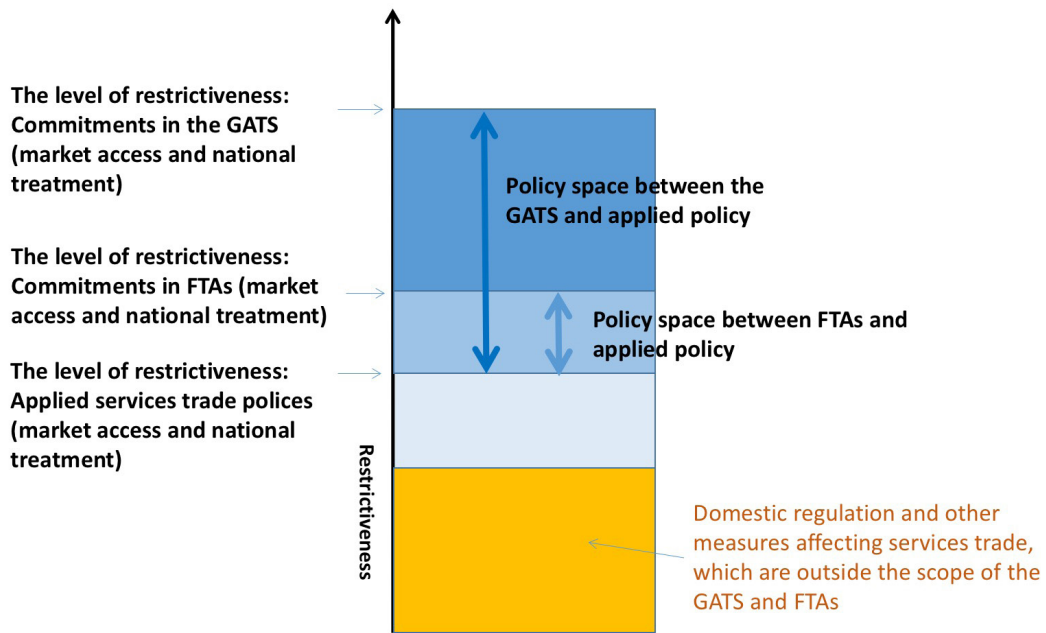 The level of restrictiveness:
Commitments in the GATS
(market access and national
treatment)
Policy space between the
GATS and applied policy
The level of restrictiveness:
Commitments in FTAs (market
access and national treatment)
Policy space between FTAs and
applied policy
The level of restrictiveness:
Applied services trade polices
(market access and national
treatment)
Restrictiveness
Domestic regulation and other
measures affecting services trade,
which are outside the scope of the
GATS and FTAs